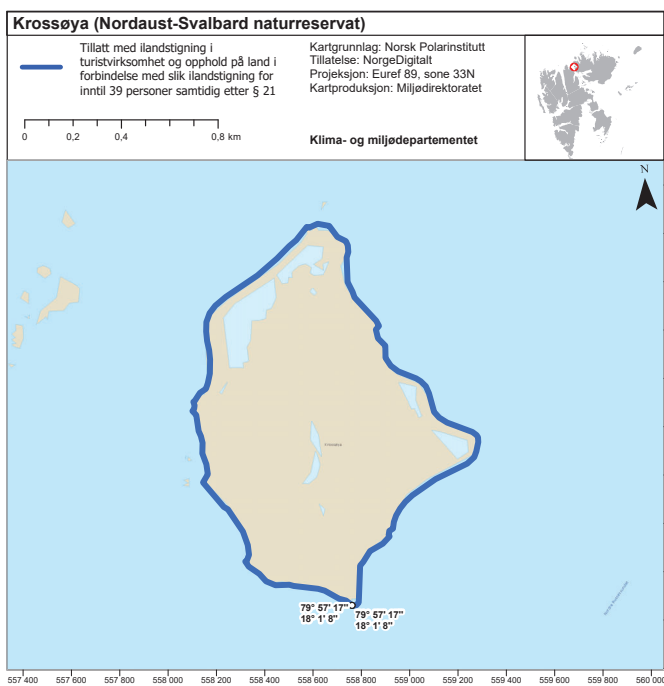 Krossøya (Nordaust-Svalbard naturreservat)
Tillatt med ilandstigning i
turistvirksomhet og opphold på land i
forbindelse med slik ilandstigning for
inntil 39 personer samtidig etter § 21
Kartgrunnlag: Norsk Polarinstitutt
Tillatelse: NorgeDigitalt
Projeksjon: Euref 89, sone 33N
Kartproduksjon: Miljødirektoratet
0 0,2 0,4 0,8 km
Klima- og miljødepartementet
N
79° 57' 17"
18° 1' 8"
79° 57' 17"
18° 1' 8"
557 400 557 600 557 800 558 000 558 200 558 400 558 600 558 800 559 000 559 200 559 400 559 600 559 800 560 000